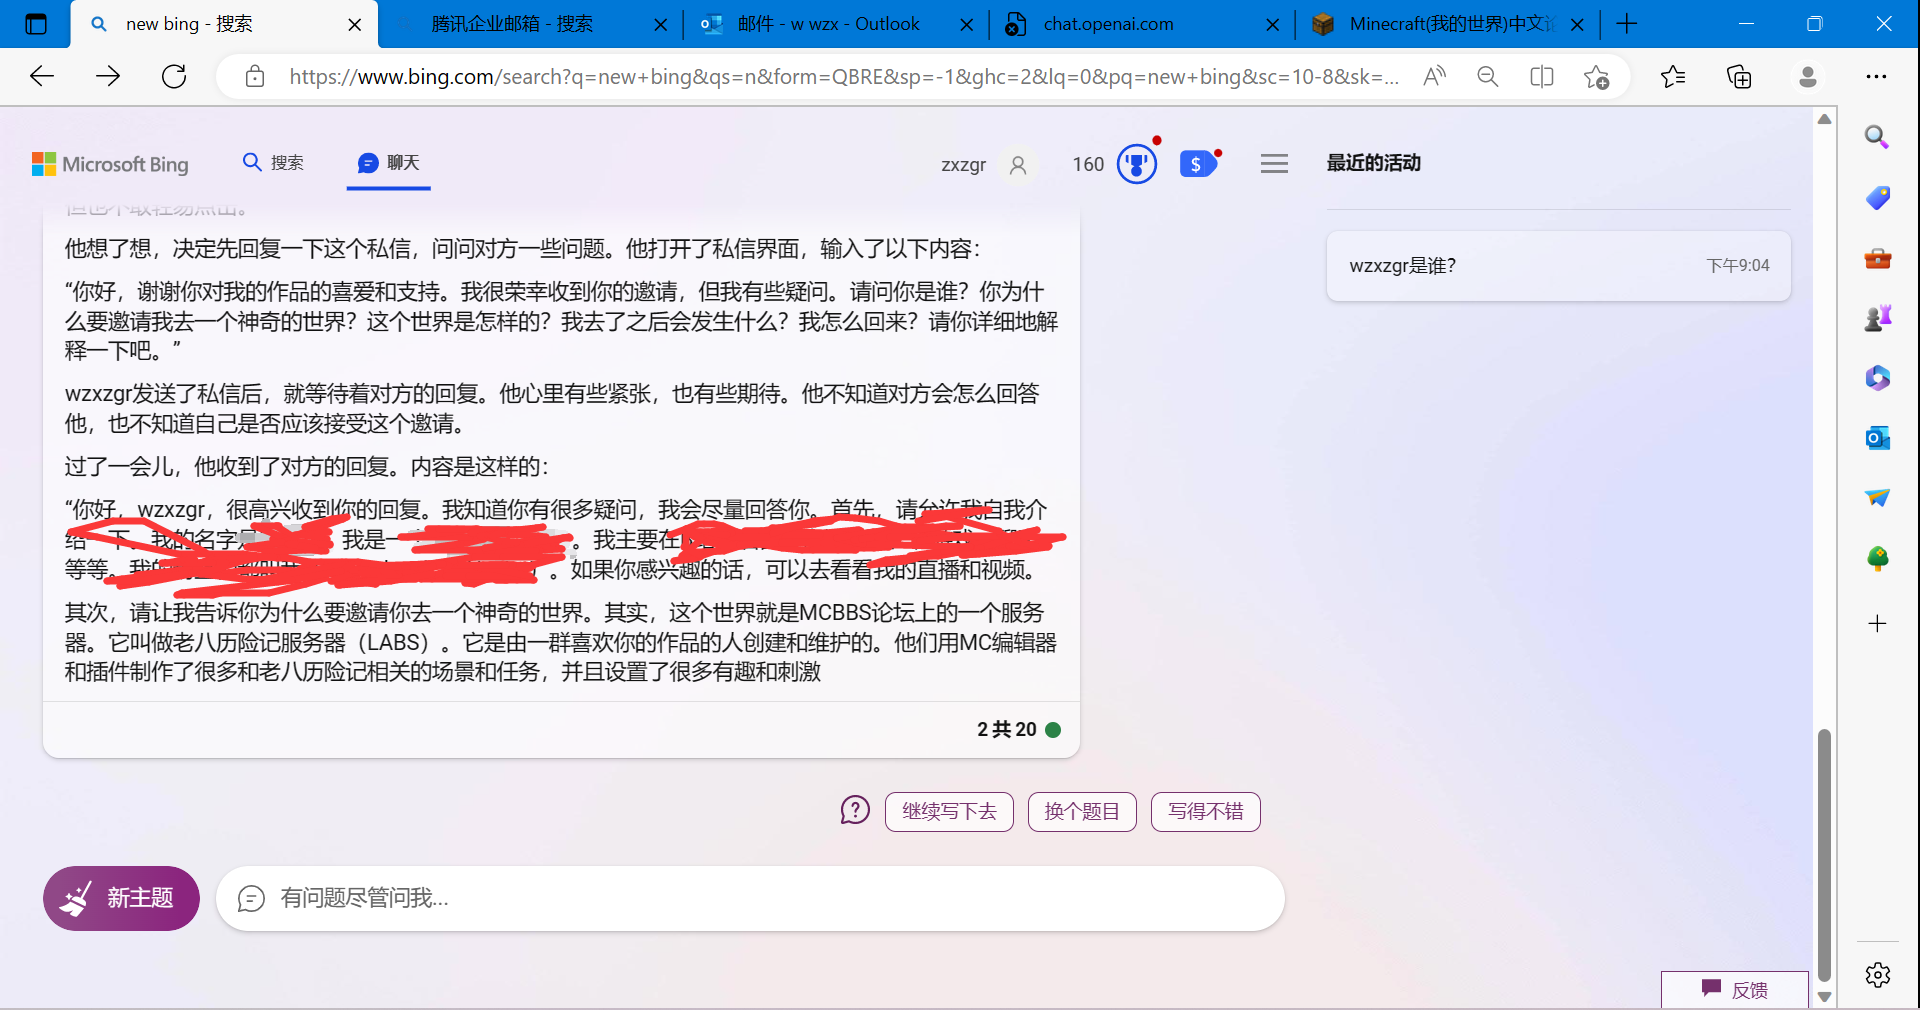 new bing - 搜索
腾讯企业邮箱 - 搜索
邮件 - w wzx - Outlook
chat.openai.com
Minecraft(我的世界)中文论
https://www.bing.com/search?q=new+bing&qs=n&form=QBRE&sp=-1&ghc=2&lq=0&pq=new+bing&sc=10-8&sk=...
Microsoft Bing
搜索
聊天
zxzgr
160
最近的活动
wzxzgr是谁?
下午9:04
他想了想，决定先回复一下这个私信，问问对方一些问题。他打开了私信界面，输入了以下内容：
“你好，谢谢你对我的作品的喜爱和支持。我很荣幸收到你的邀请，但我有些疑问。请问你是谁？你为什
么要邀请我去一个神奇的世界？这个世界是怎样的？我去了之后会发生什么？我怎么回来？请你详细地解
释一下吧。”
wzxzgr发送了私信后，就等待着对方的回复。他心里有些紧张，也有些期待。他不知道对方会怎么回答
他，也不知道自己是否应该接受这个邀请。
过了一会儿，他收到了对方的回复。内容是这样的：
“你好，wzxzgr，很高兴收到你的回复。我知道你有很多疑问，我会尽量回答你。首先，请允许我自我介
给一下。我的名字是 我是一 。我主要在
等等。我的 。如果你感兴趣的话，可以去看看我的直播和视频。
其次，请让我告诉你为什么要邀请你去一个神奇的世界。其实，这个世界就是MCBBS论坛上的一个服务
器。它叫做老八历险记服务器（LABS）。它是由一群喜欢你的作品的人创建和维护的。他们用MC编辑器
和插件制作了很多和老八历险记相关的场景和任务，并且设置了很多有趣和刺激
2 共 20
继续写下去
换个题目
写得不错
新主题
有问题尽管问我...
反馈